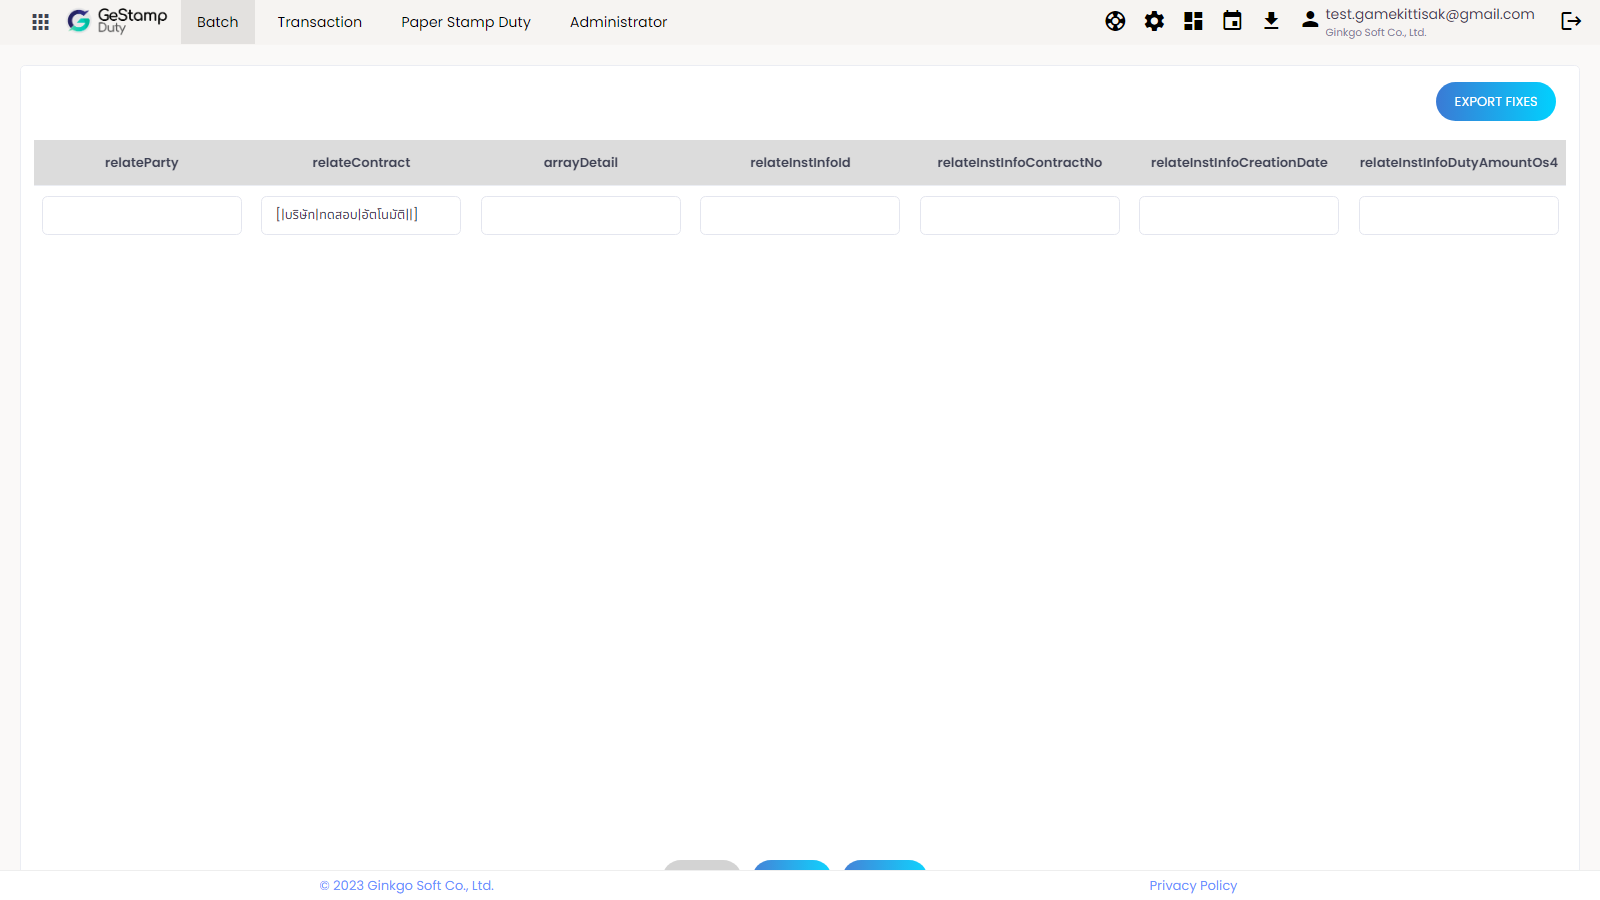 GeStamp
Duty
Batch
Transaction
Paper Stamp Duty
Administrator
test.gamekittisak@gmail.com
Ginkgo Soft Co., Ltd.
EXPORT FIXES
relateParty
relateContract
arrayDetail
relateInstInfoId
relateInstInfoContractNo
relateInstInfoCreationDate
relateInstInfoDutyAmountOs4
[|บริษัท|ทดสอบ|อัตโนมัติ||]
© 2023 Ginkgo Soft Co., Ltd.
Privacy Policy